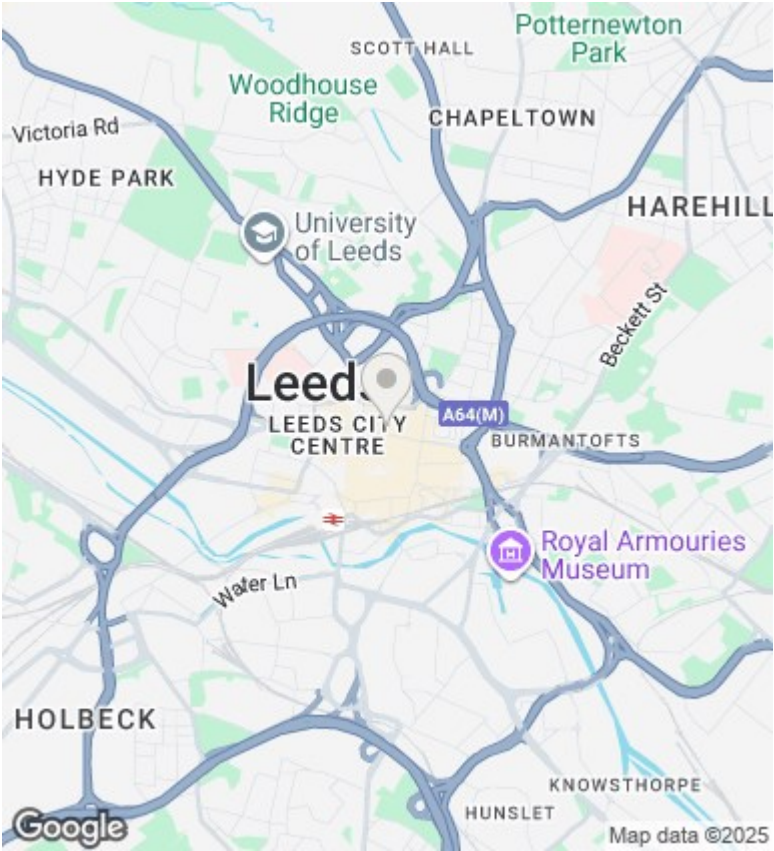 Potternewton
Park
SCOTT HALL
Woodhouse
Ridge
CHAPELTOWN
Victoria Rd
HYDE PARK
HAREHILL
University
of Leeds
Beckett St
Leeds
A64(M)
LEEDS CITY
CENTRE
BURMANTOFTS
Royal Armouries
Museum
Water Ln
HOLBECK
KNOWSTHORPE
HUNSLET
Google
Map data ©2025